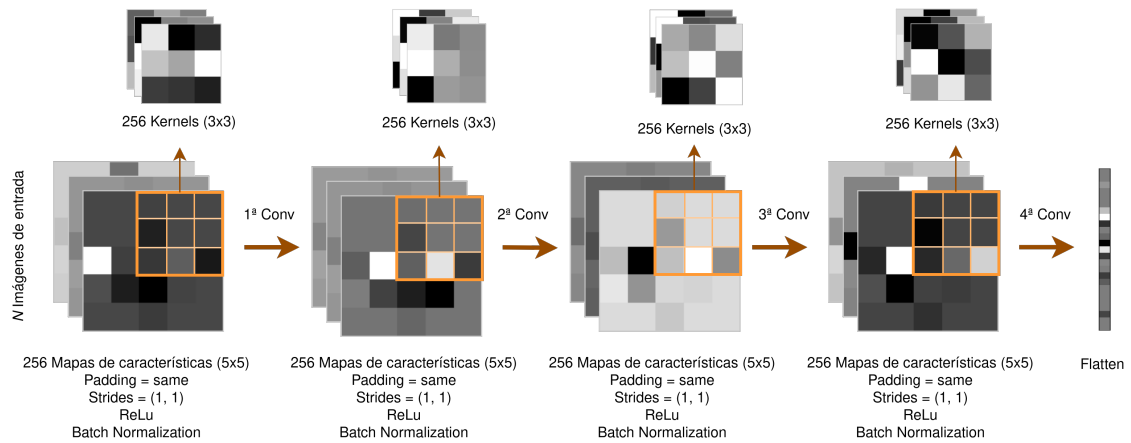 256 Kernels (3x3)
256 Kernels (3x3)
256 Kernels (3x3)
256 Kernels (3x3)
N Imágenes de entrada
1ª Conv
2ª Conv
3ª Conv
4ª Conv
256 Mapas de características (5x5)
Padding = same
Strides = (1, 1)
ReLu
Batch Normalization
256 Mapas de características (5x5)
Padding = same
Strides = (1, 1)
ReLu
Batch Normalization
256 Mapas de características (5x5)
Padding = same
Strides = (1, 1)
ReLu
Batch Normalization
256 Mapas de características (5x5)
Padding = same
Strides = (1, 1)
ReLu
Batch Normalization
Flatten